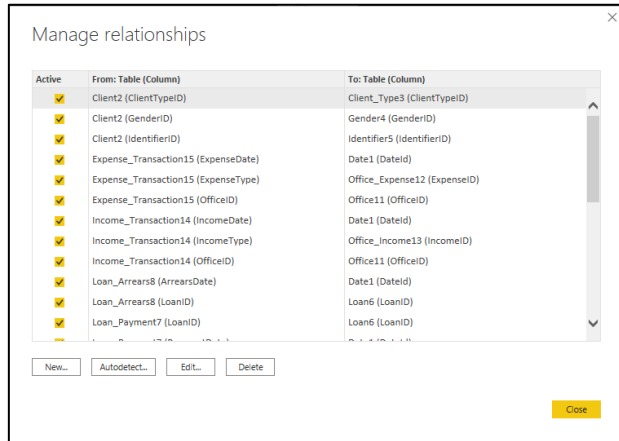 Manage relationships
Active From: Table (Column) To: Table (Column)
Client2 (ClientTypeID) Client_Type3 (ClientTypeID)
Client2 (GenderID) Gender4 (GenderID)
Client2 (IdentifierID) Identifier5 (IdentifierID)
Expense_Transaction15 (ExpenseDate) Date1 (DateId)
Expense_Transaction15 (ExpenseType) Office_Expense12 (ExpenseID)
Expense_Transaction15 (OfficeID) Office11 (OfficeID)
Income_Transaction14 (IncomeDate) Date1 (DateId)
Income_Transaction14 (IncomeType) Office_Income13 (IncomeID)
Income_Transaction14 (OfficeID) Office11 (OfficeID)
Loan_Arrears8 (ArrearsDate) Date1 (DateId)
Loan_Arrears8 (LoanID) Loan6 (LoanID)
Loan_Payment7 (LoanID) Loan6 (LoanID)
New... Autodetect... Edit... Delete
Close